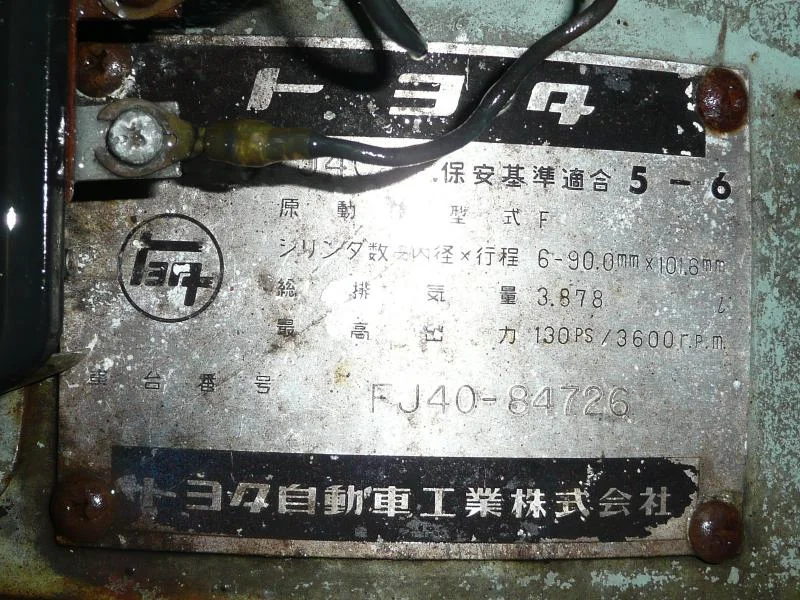 トヨタ
保安基準適合 5-6
原動 型式 F
トヨタ
シリンダ数-内径×行程 6-90.0mm×101.6mm
総排気量 3.878 ℓ
最高出力 130PS/3600r.p.m.
車台番号 FJ40-84726
トヨタ自動車工業株式会社